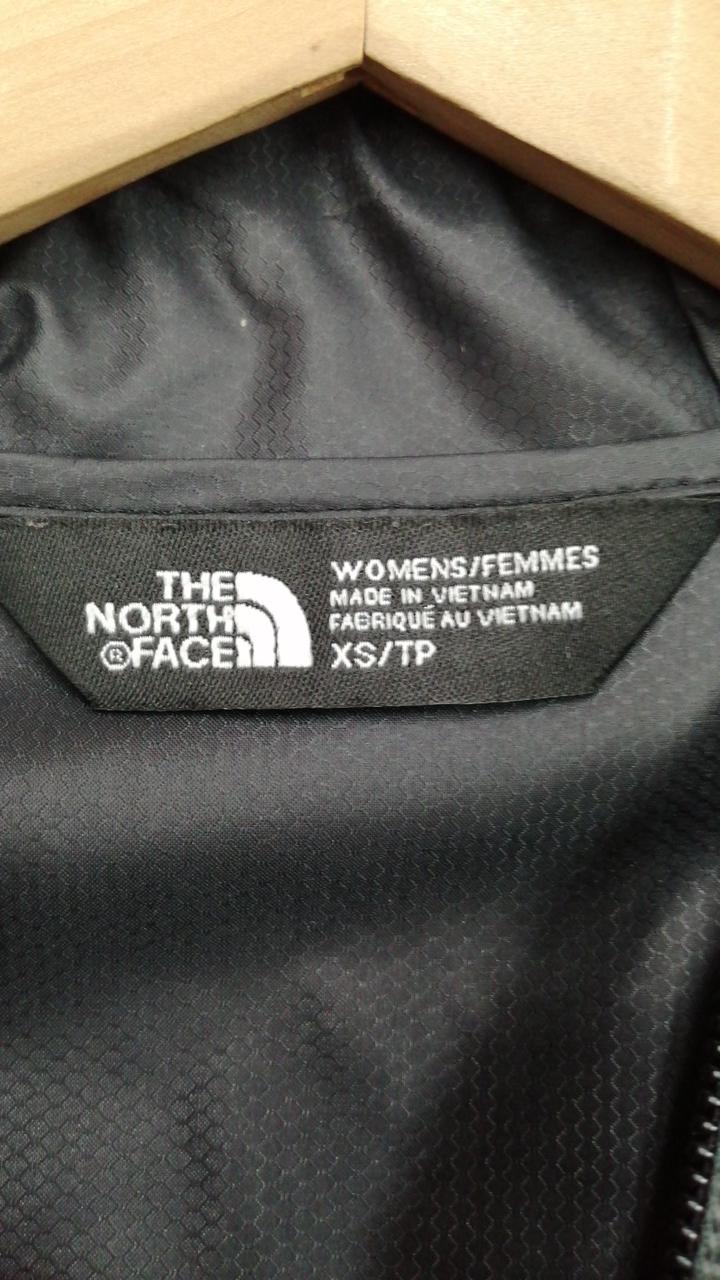 THE
NORTH
®FACE
WOMENS/FEMMES
MADE IN VIETNAM
FABRIQUÉ AU VIETNAM
XS/TP